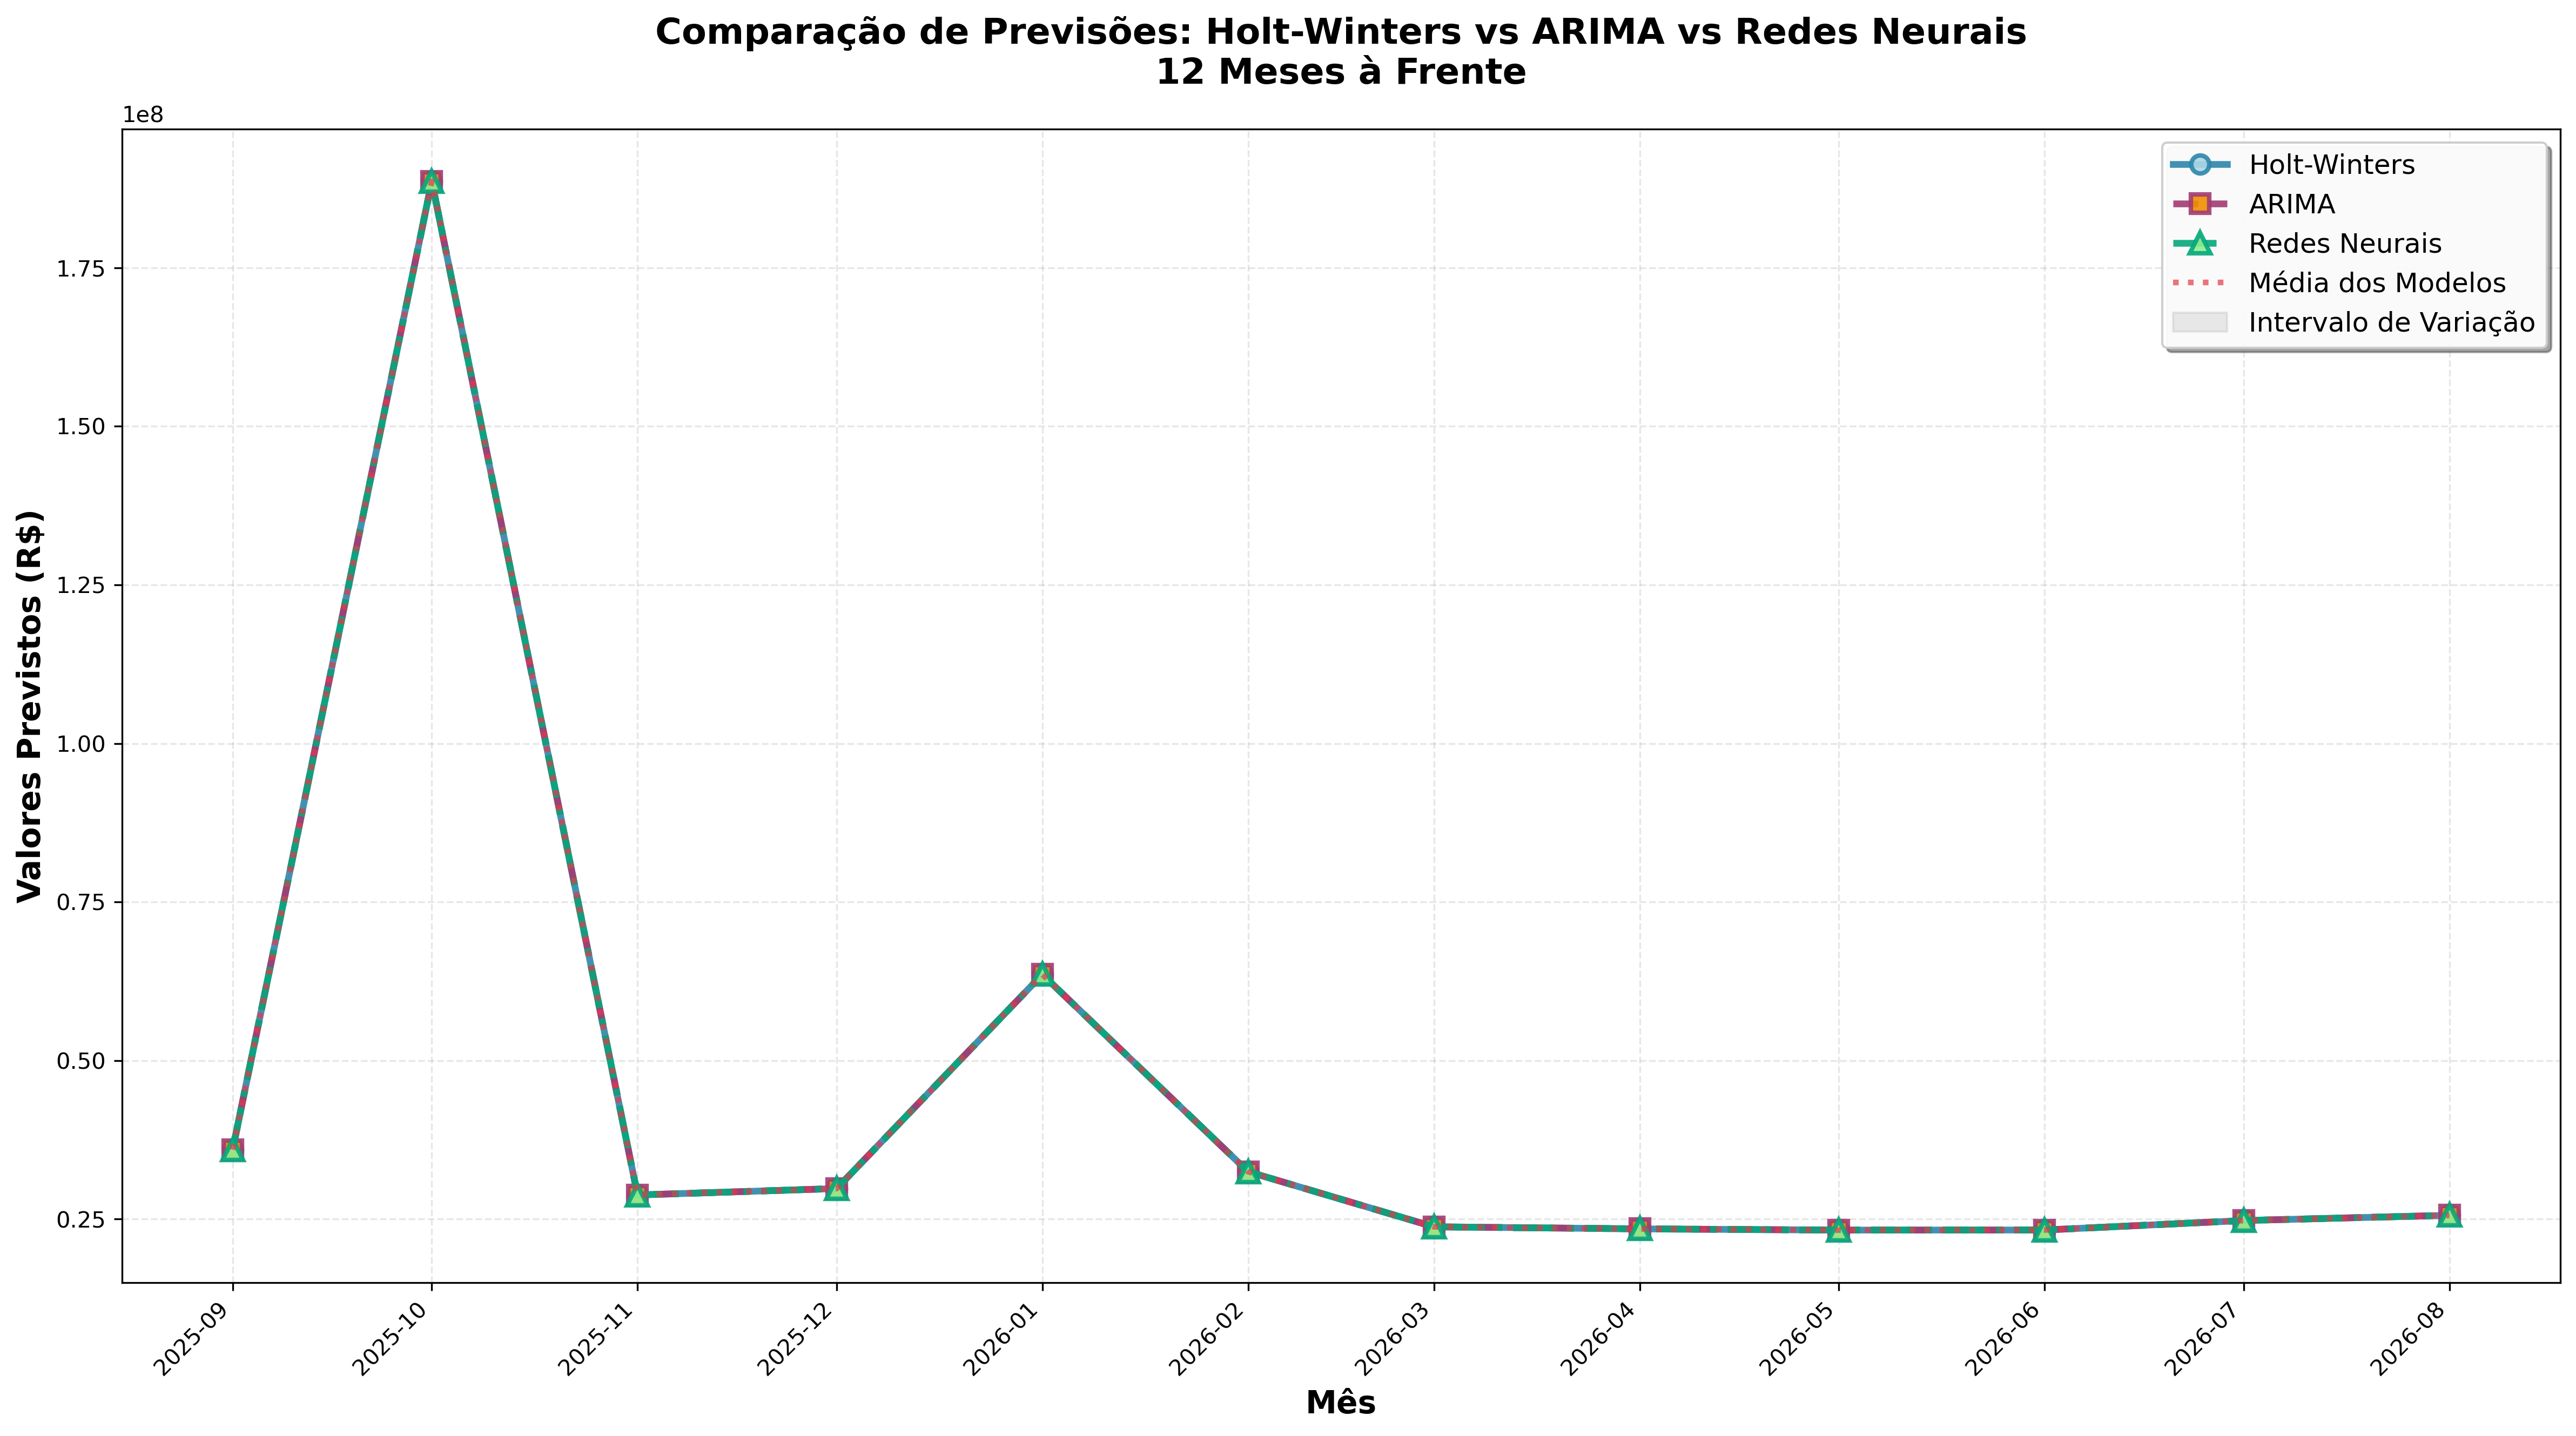 Comparação de Previsões: Holt-Winters vs ARIMA vs Redes Neurais
12 Meses à Frente
1e8
Holt-Winters
ARIMA
Redes Neurais
Média dos Modelos
Intervalo de Variação
Valores Previstos (R$)
1.75
1.50
1.25
1.00
0.75
0.50
0.25
2025-09
2025-10
2025-11
2025-12
2026-01
2026-02
2026-03
2026-04
2026-05
2026-06
2026-07
2026-08
Mês